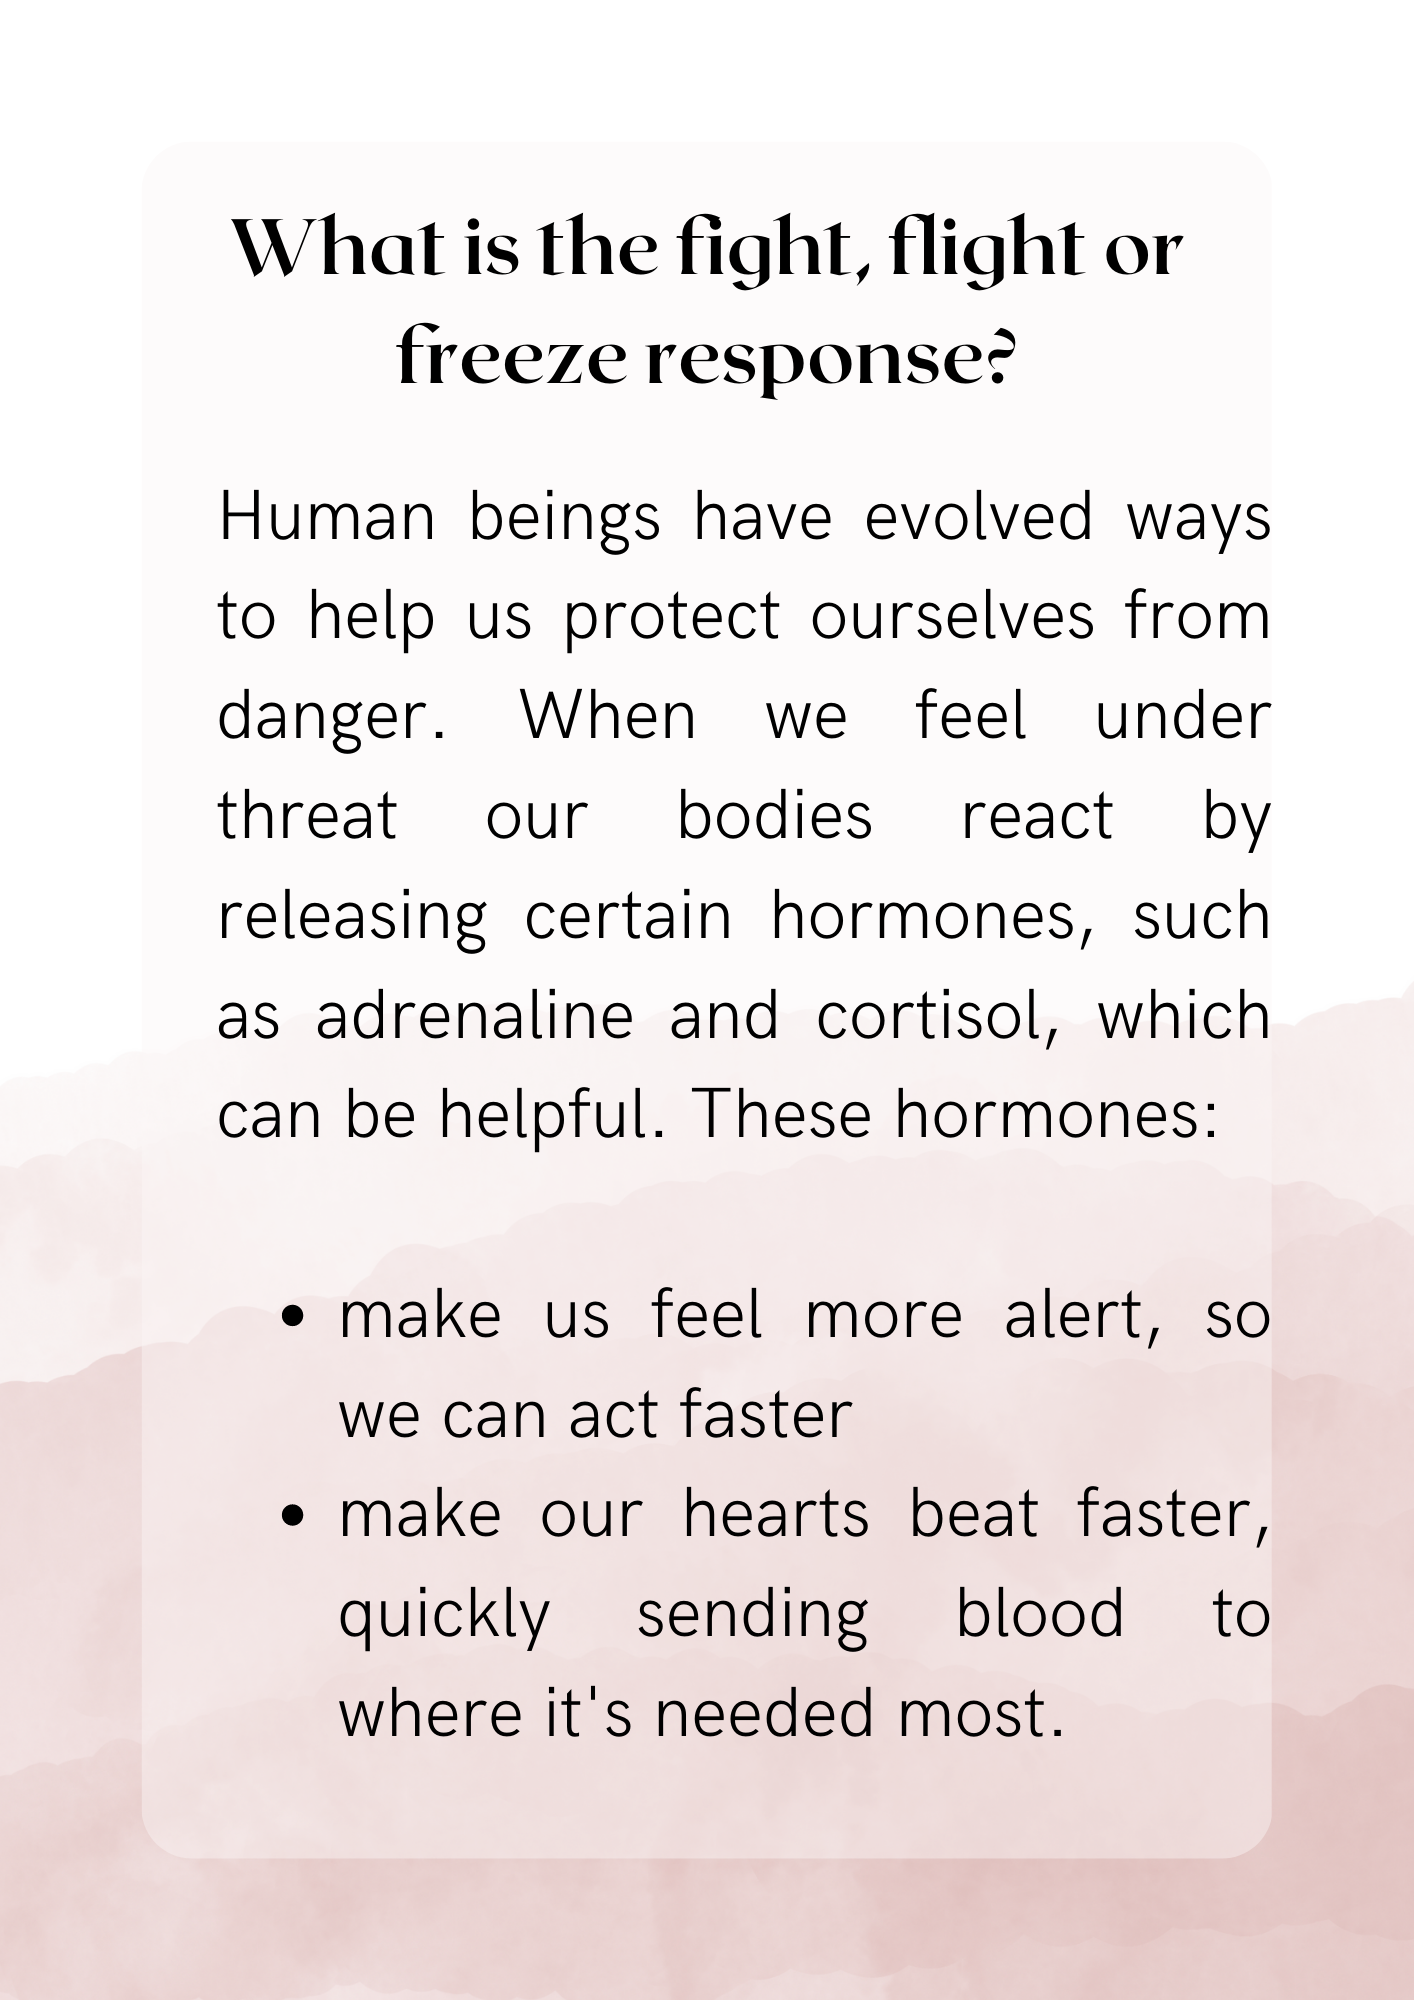 What is the fight, flight or
freeze response?
Human beings have evolved ways
to help us protect ourselves from
danger. When we feel under
threat our bodies react by
releasing certain hormones, such
as adrenaline and cortisol, which
can be helpful. These hormones:
• make us feel more alert, so
we can act faster
• make our hearts beat faster,
quickly sending blood to
where it's needed most.